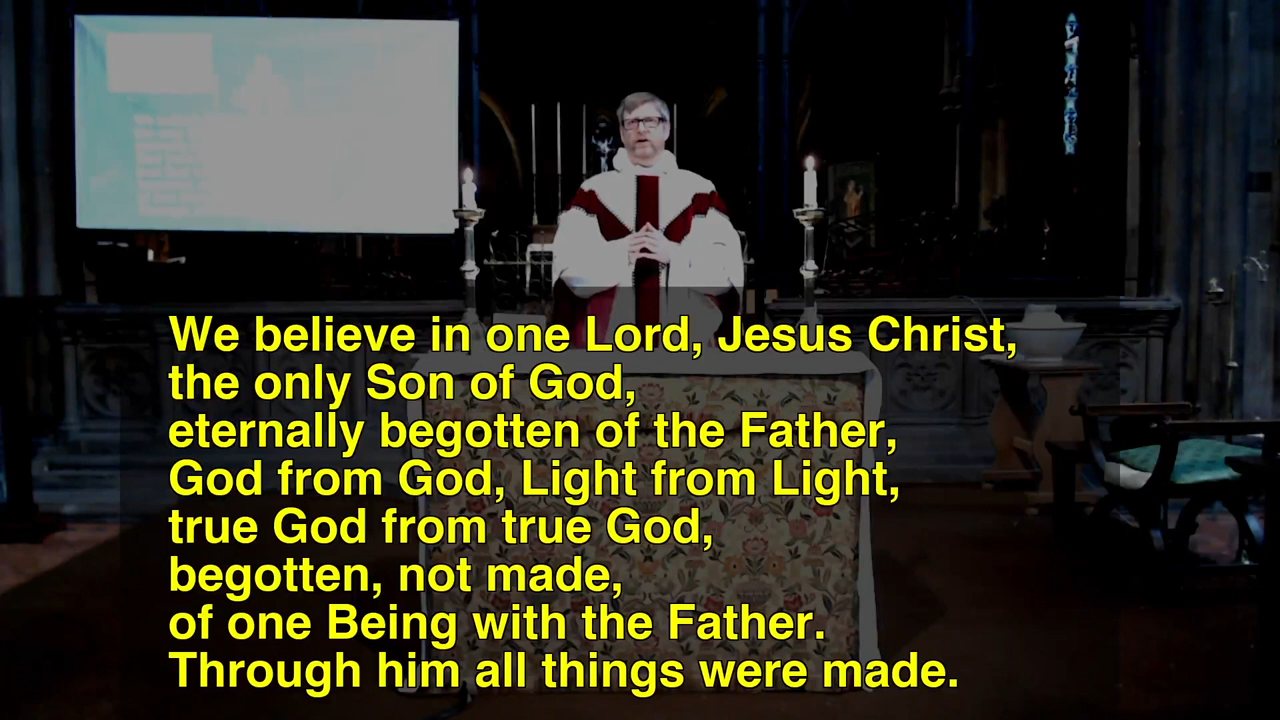 We believe in one Lord, Jesus Christ,
the only Son of God,
eternally begotten of the Father,
God from God, Light from Light,
true God from true God,
begotten, not made,
of one Being with the Father.
Through him all things were made.